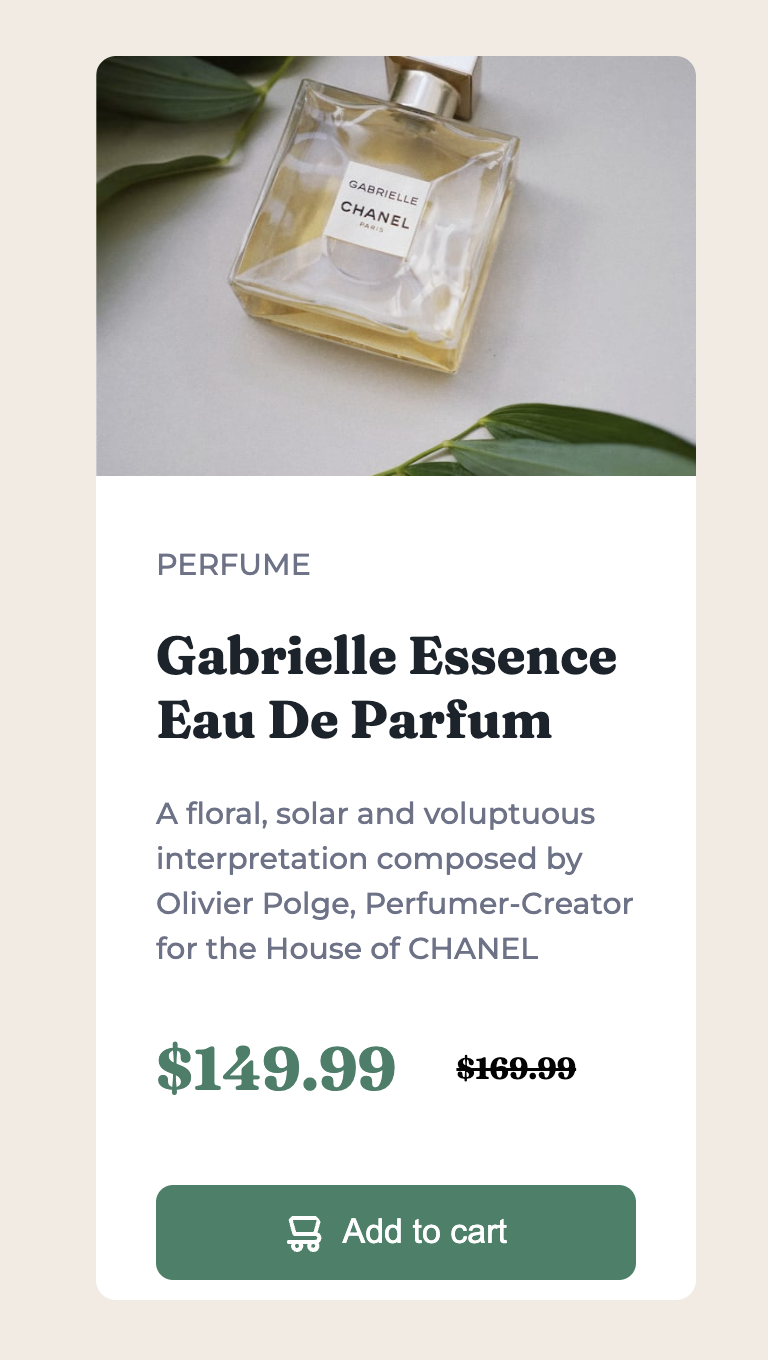 GABRIELLE
CHANEL
PARIS
PERFUME
Gabrielle Essence
Eau De Parfum
A floral, solar and voluptuous
interpretation composed by
Olivier Polge, Perfumer-Creator
for the House of CHANEL
$149.99 $169.99
Add to cart